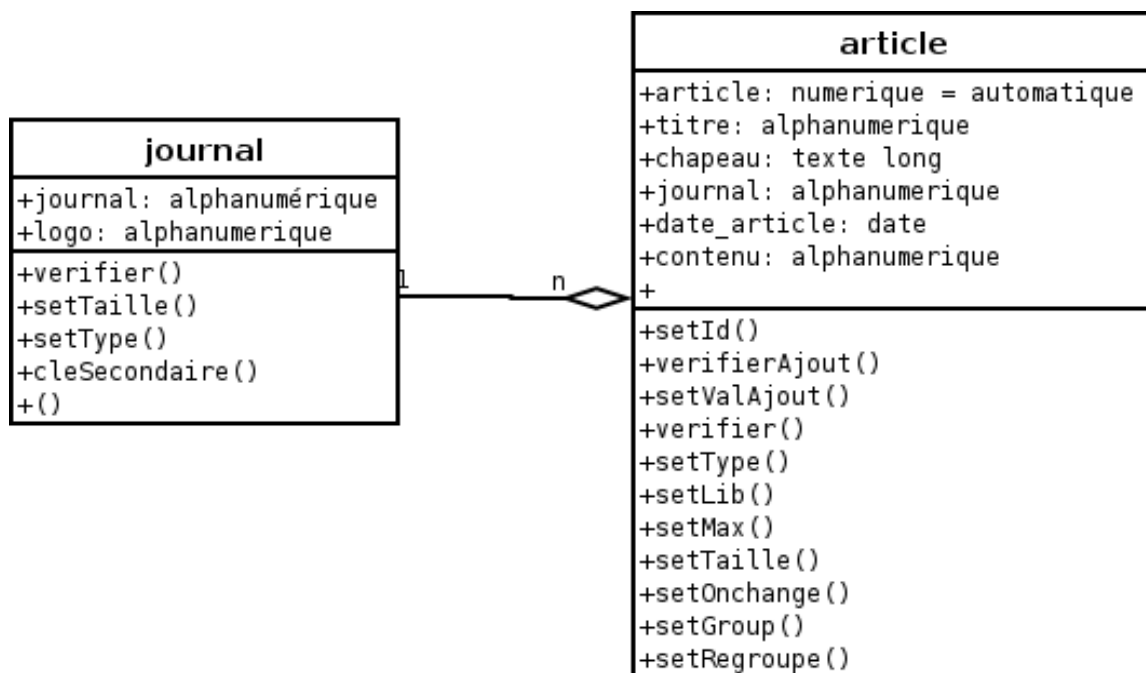 journal
+journal: alphanumérique
+logo: alphanumerique
+verifier()
+setTaille()
+setType()
+cleSecondaire()
+()
1
n
article
+article: numerique = automatique
+titre: alphanumerique
+chapeau: texte long
+journal: alphanumerique
+date_article: date
+contenu: alphanumerique
+
+setId()
+verifierAjout()
+setValAjout()
+verifier()
+setType()
+setLib()
+setMax()
+setTaille()
+setOnchange()
+setGroup()
+setRegroupe()